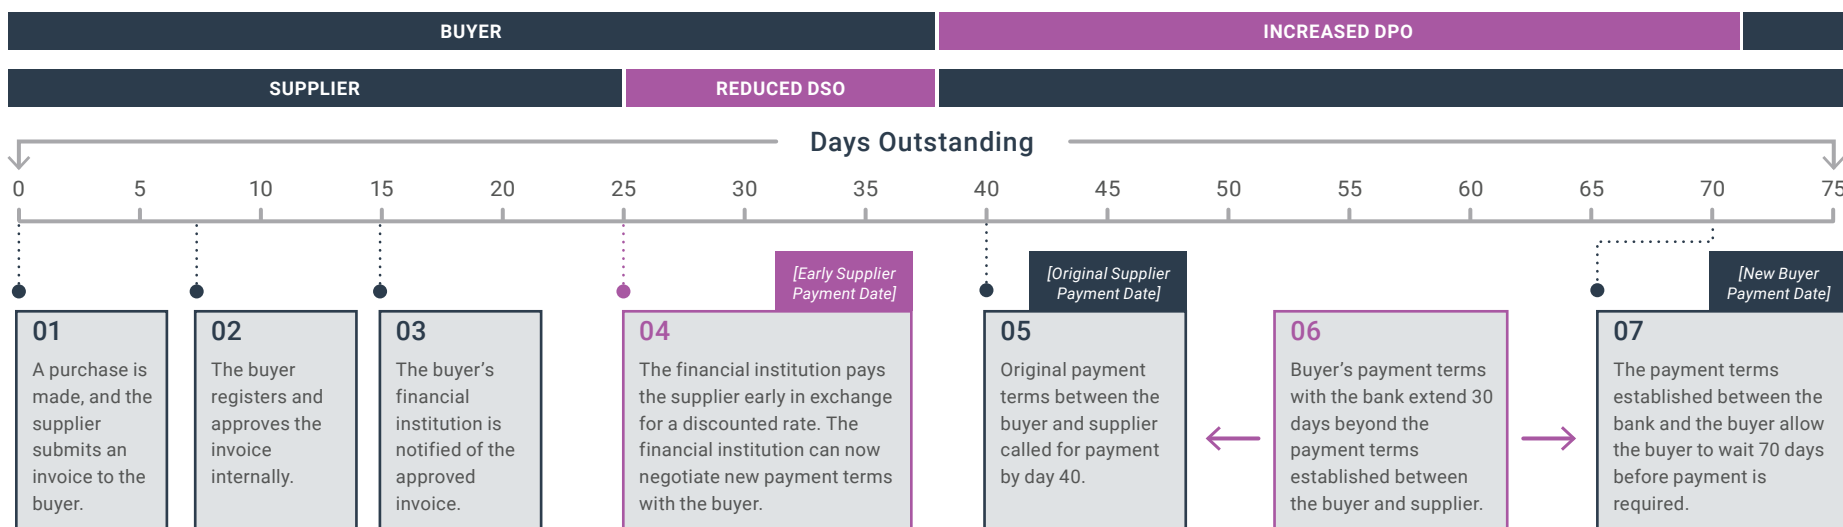 BUYER
INCREASED DPO
SUPPLIER
REDUCED DSO
Days Outstanding
0 5 10 15 20 25 30 35 40 45 50 55 60 65 70 75
[Early Supplier
Payment Date]
[Original Supplier
Payment Date]
[New Buyer
Payment Date]
01
A purchase is
made, and the
supplier
submits an
invoice to the
buyer.
02
The buyer
registers and
approves the
invoice
internally.
03
The buyer’s
financial
institution is
notified of the
approved
invoice.
04
The financial institution pays
the supplier early in exchange
for a discounted rate. The
financial institution can now
negotiate new payment terms
with the buyer.
05
Original payment
terms between the
buyer and supplier
called for payment
by day 40.
06
Buyer’s payment terms
with the bank extend 30
days beyond the
payment terms
established between
the buyer and supplier.
07
The payment terms
established between the
bank and the buyer allow
the buyer to wait 70 days
before payment is
required.